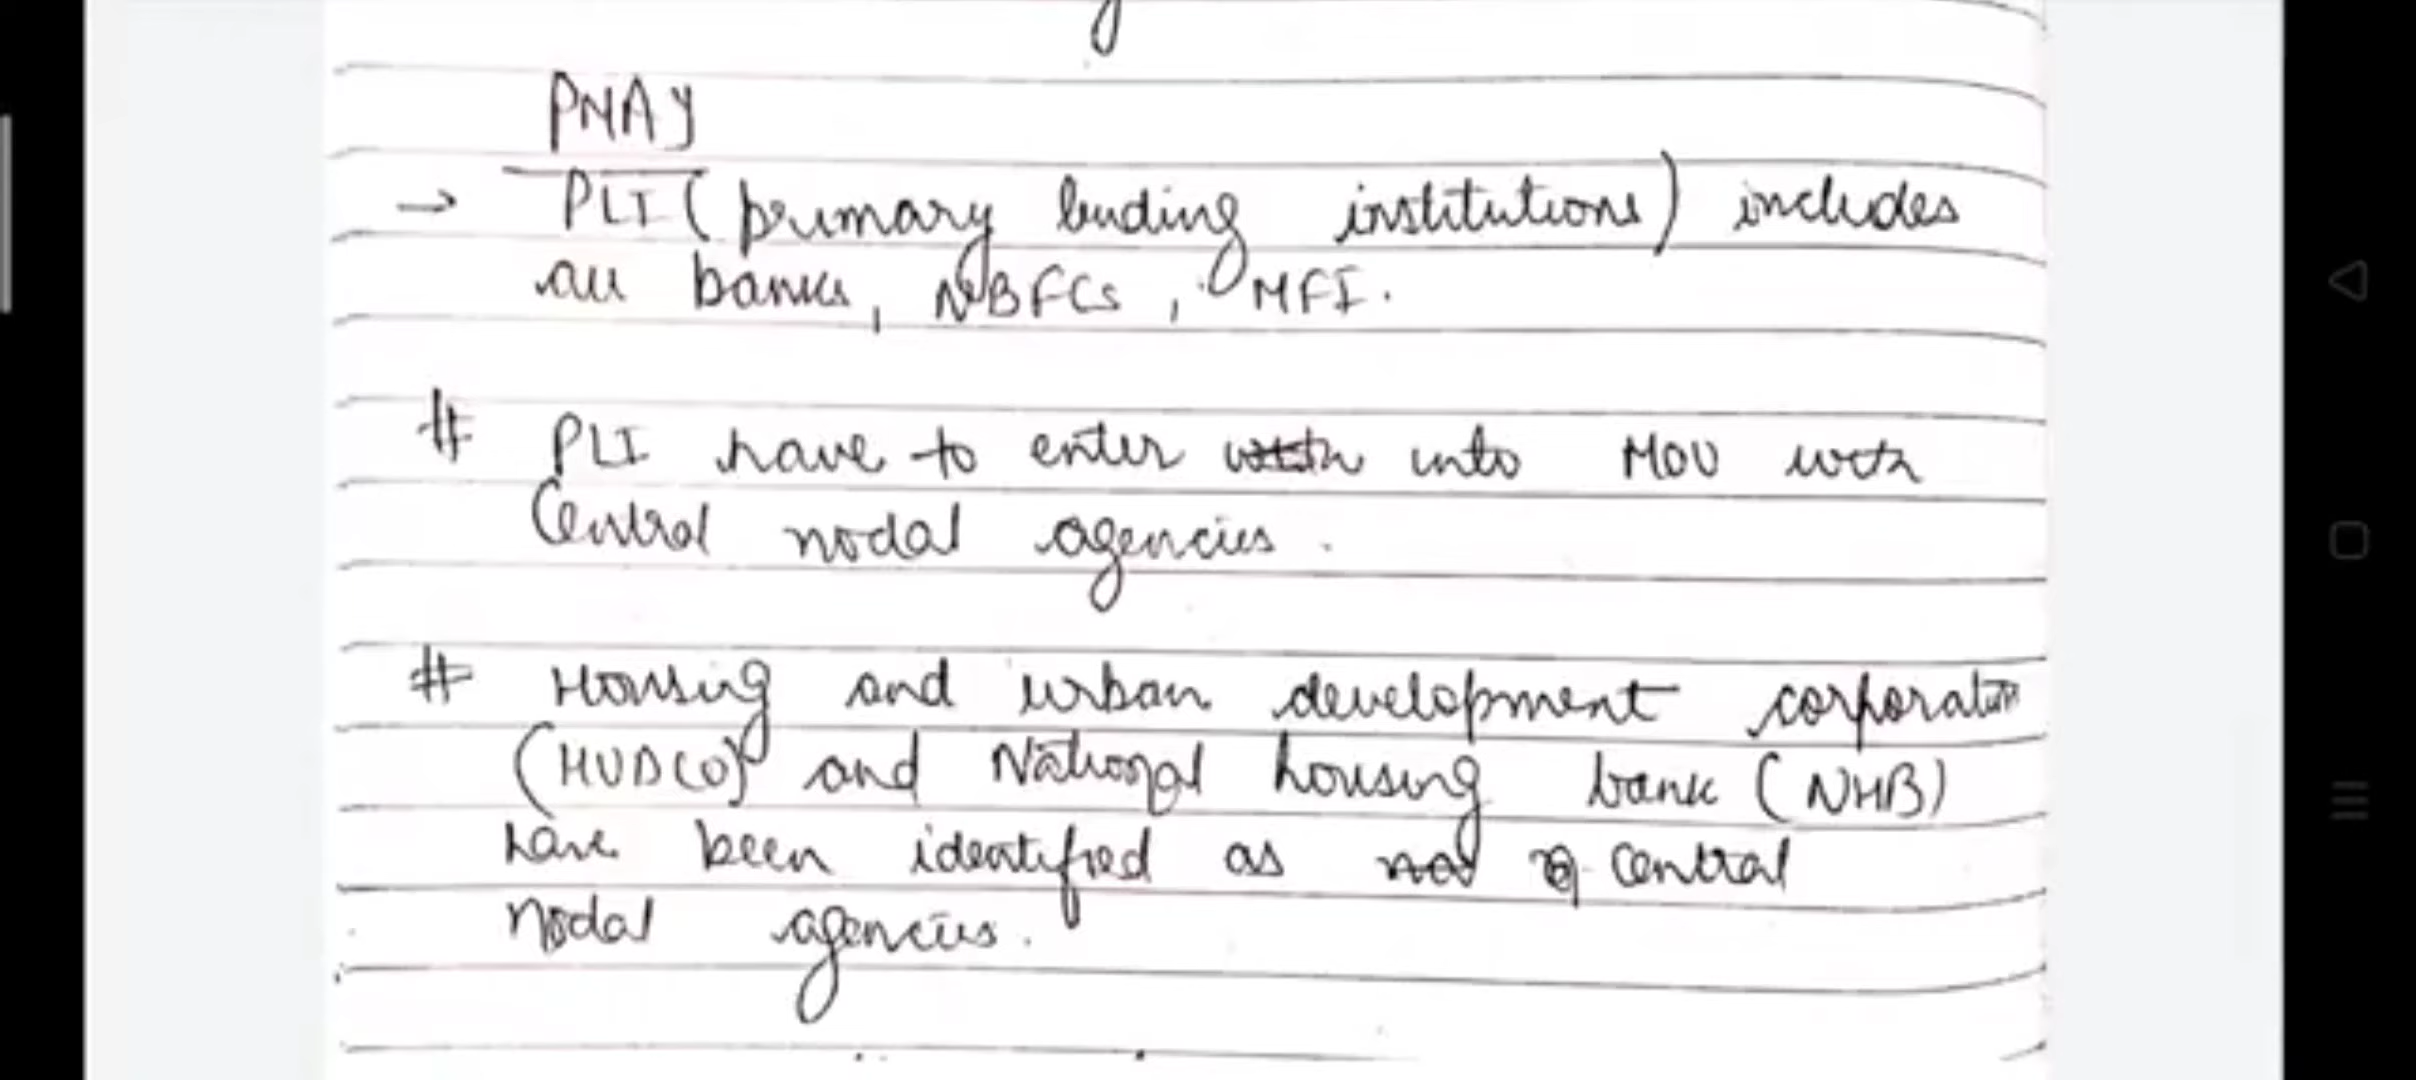 PMAY
→ PLI (primary lending institutions) includes
all banks, NBFCs, MFI.
# PLI have to enter into MOU with
Central nodal agencies.
# Housing and urban development corporation
(HUDCO) and National housing bank (NHB)
have been identified as central
nodal agencies.